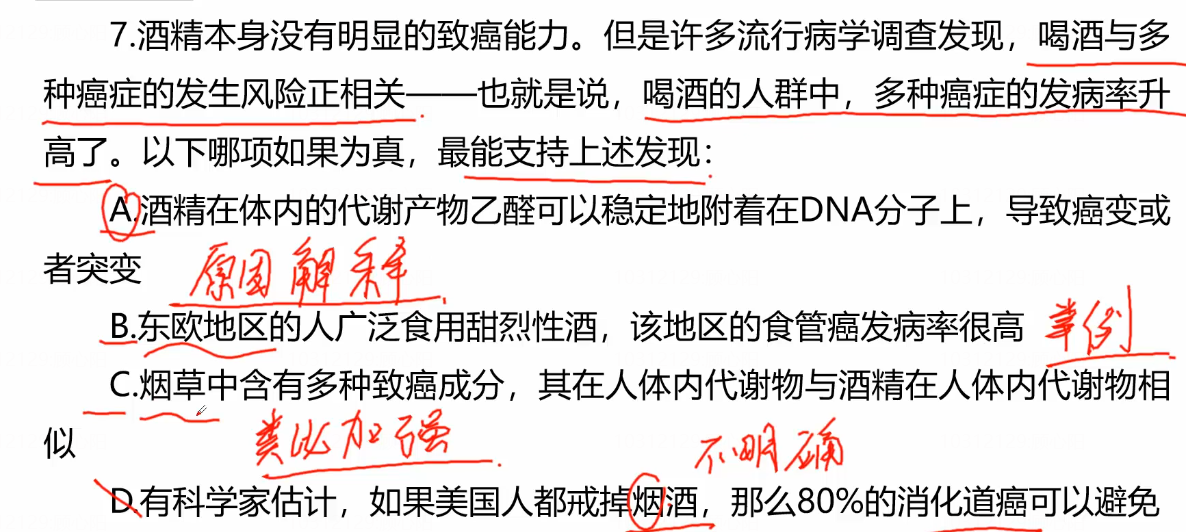 7.酒精本身没有明显的致癌能力。但是许多流行病学调查发现，喝酒与多
种癌症的发生风险正相关——也就是说，喝酒的人群中，多种癌症的发病率升
高了。以下哪项如果为真，最能支持上述发现：
A.酒精在体内的代谢产物乙醛可以稳定地附着在DNA分子上，导致癌变或
者突变
原因解释
B.东欧地区的人广泛食用甜烈性酒，该地区的食管癌发病率很高
举例
C.烟草中含有多种致癌成分，其在人体内代谢物与酒精在人体内代谢物相
似
类比加强
不明确
D.有科学家估计，如果美国人都戒掉烟酒，那么80%的消化道癌可以避免